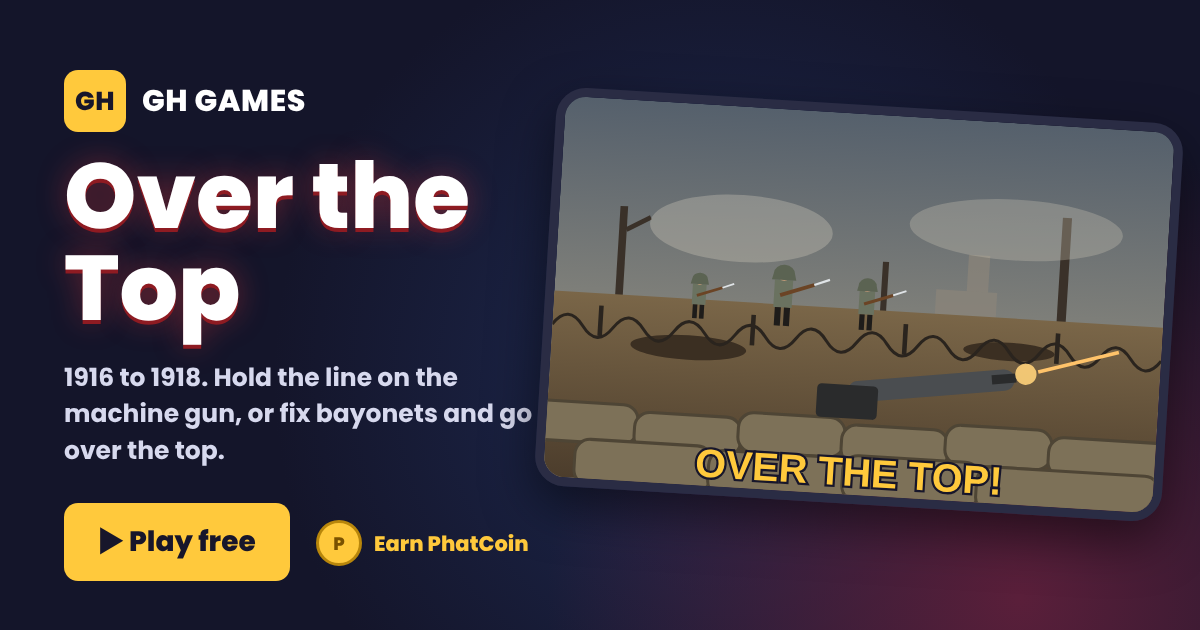 GH
GH GAMES
Over the
Top
1916 to 1918. Hold the line on the
machine gun, or fix bayonets and go
over the top.
Play free
P
Earn PhatCoin
OVER THE TOP!